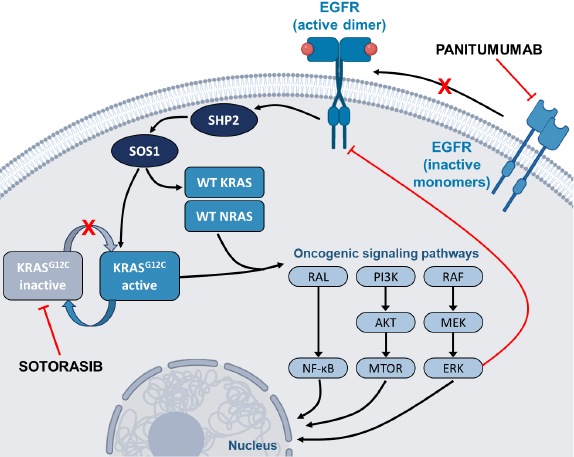 EGFR
(active dimer)
PANITUMUMAB
X
EGFR
(inactive
monomers)
SHP2
SOS1
WT KRAS
WT NRAS
X
KRASG12C
inactive
KRASG12C
active
SOTORASIB
Oncogenic signaling pathways
RAL
PI3K
RAF
AKT
MEK
NF-κB
MTOR
ERK
Nucleus